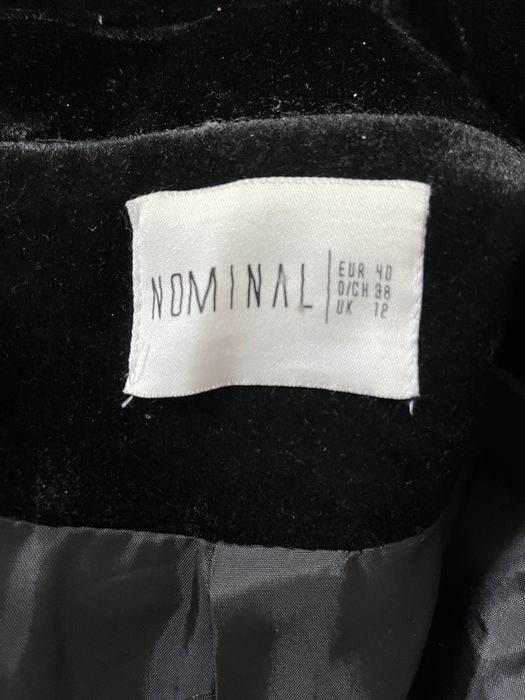 NOMINAL
EUR 40
D/CH 38
UK 12